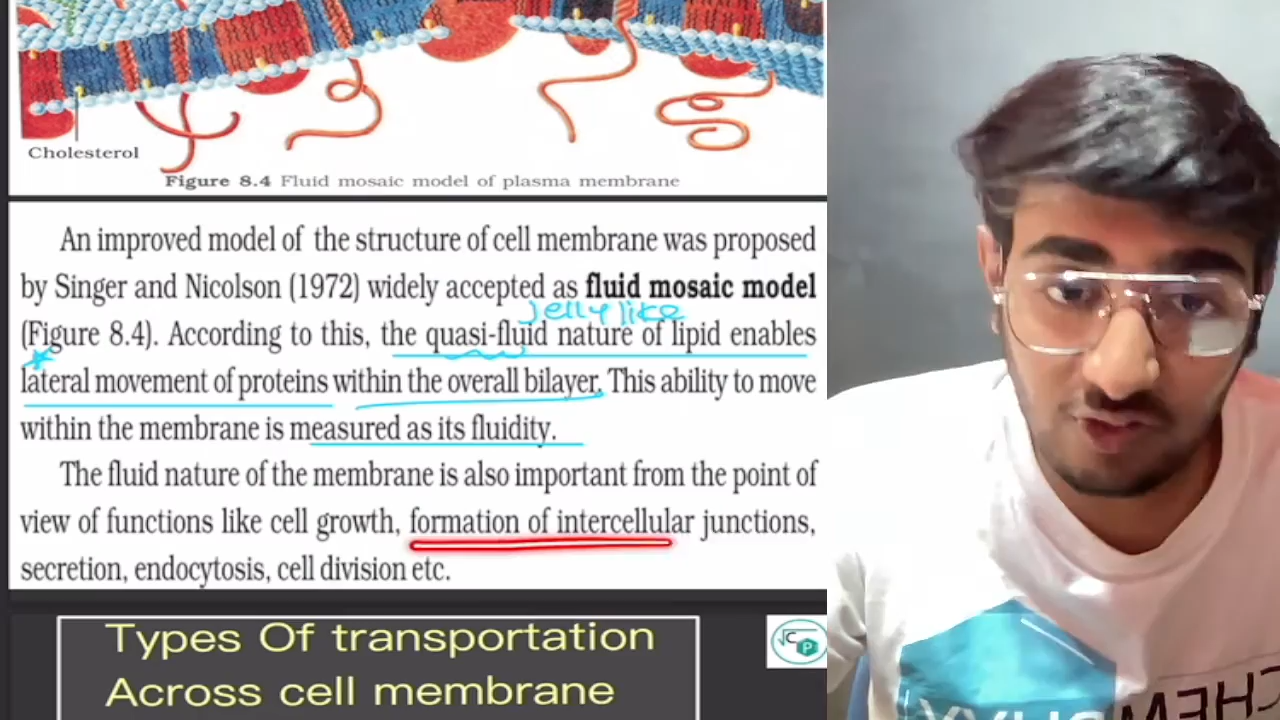 Cholesterol
Figure 8.4 Fluid mosaic model of plasma membrane
An improved model of the structure of cell membrane was proposed
by Singer and Nicolson (1972) widely accepted as fluid mosaic model
jelly like
(Figure 8.4). According to this, the quasi-fluid nature of lipid enables
lateral movement of proteins within the overall bilayer. This ability to move
within the membrane is measured as its fluidity.
The fluid nature of the membrane is also important from the point of
view of functions like cell growth, formation of intercellular junctions,
secretion, endocytosis, cell division etc.
Types Of transportation
Across cell membrane
√C P